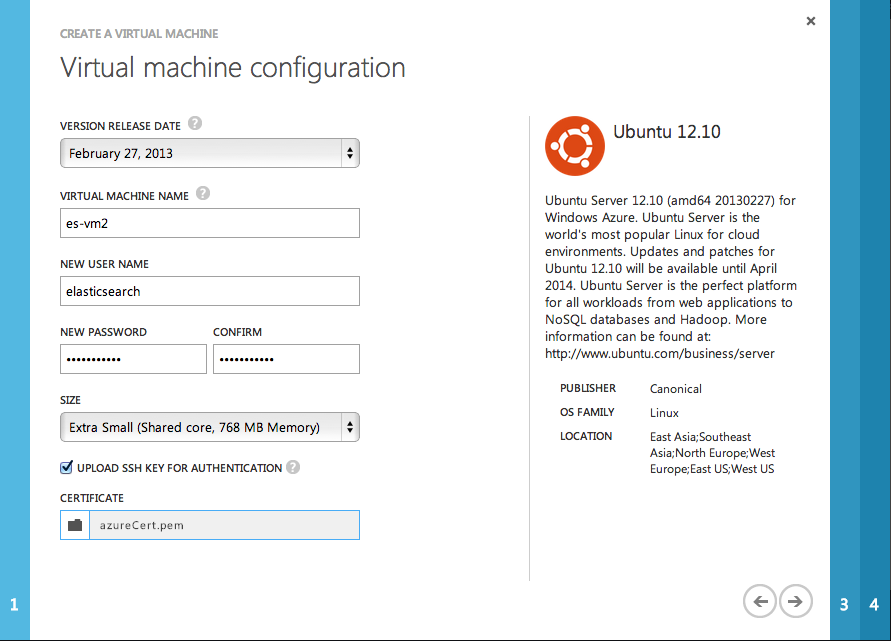 CREATE A VIRTUAL MACHINE
Virtual machine configuration
VERSION RELEASE DATE ?
February 27, 2013
VIRTUAL MACHINE NAME ?
es-vm2
NEW USER NAME
elasticsearch
NEW PASSWORD CONFIRM
••••••••••• •••••••••••
SIZE
Extra Small (Shared core, 768 MB Memory)
UPLOAD SSH KEY FOR AUTHENTICATION ?
CERTIFICATE
azureCert.pem
Ubuntu 12.10
Ubuntu Server 12.10 (amd64 20130227) for
Windows Azure. Ubuntu Server is the
world's most popular Linux for cloud
environments. Updates and patches for
Ubuntu 12.10 will be available until April
2014. Ubuntu Server is the perfect platform
for all workloads from web applications to
NoSQL databases and Hadoop. More
information can be found at:
http://www.ubuntu.com/business/server
PUBLISHER Canonical
OS FAMILY Linux
LOCATION East Asia;Southeast
Asia;North Europe;West
Europe;East US;West US
1
3 4